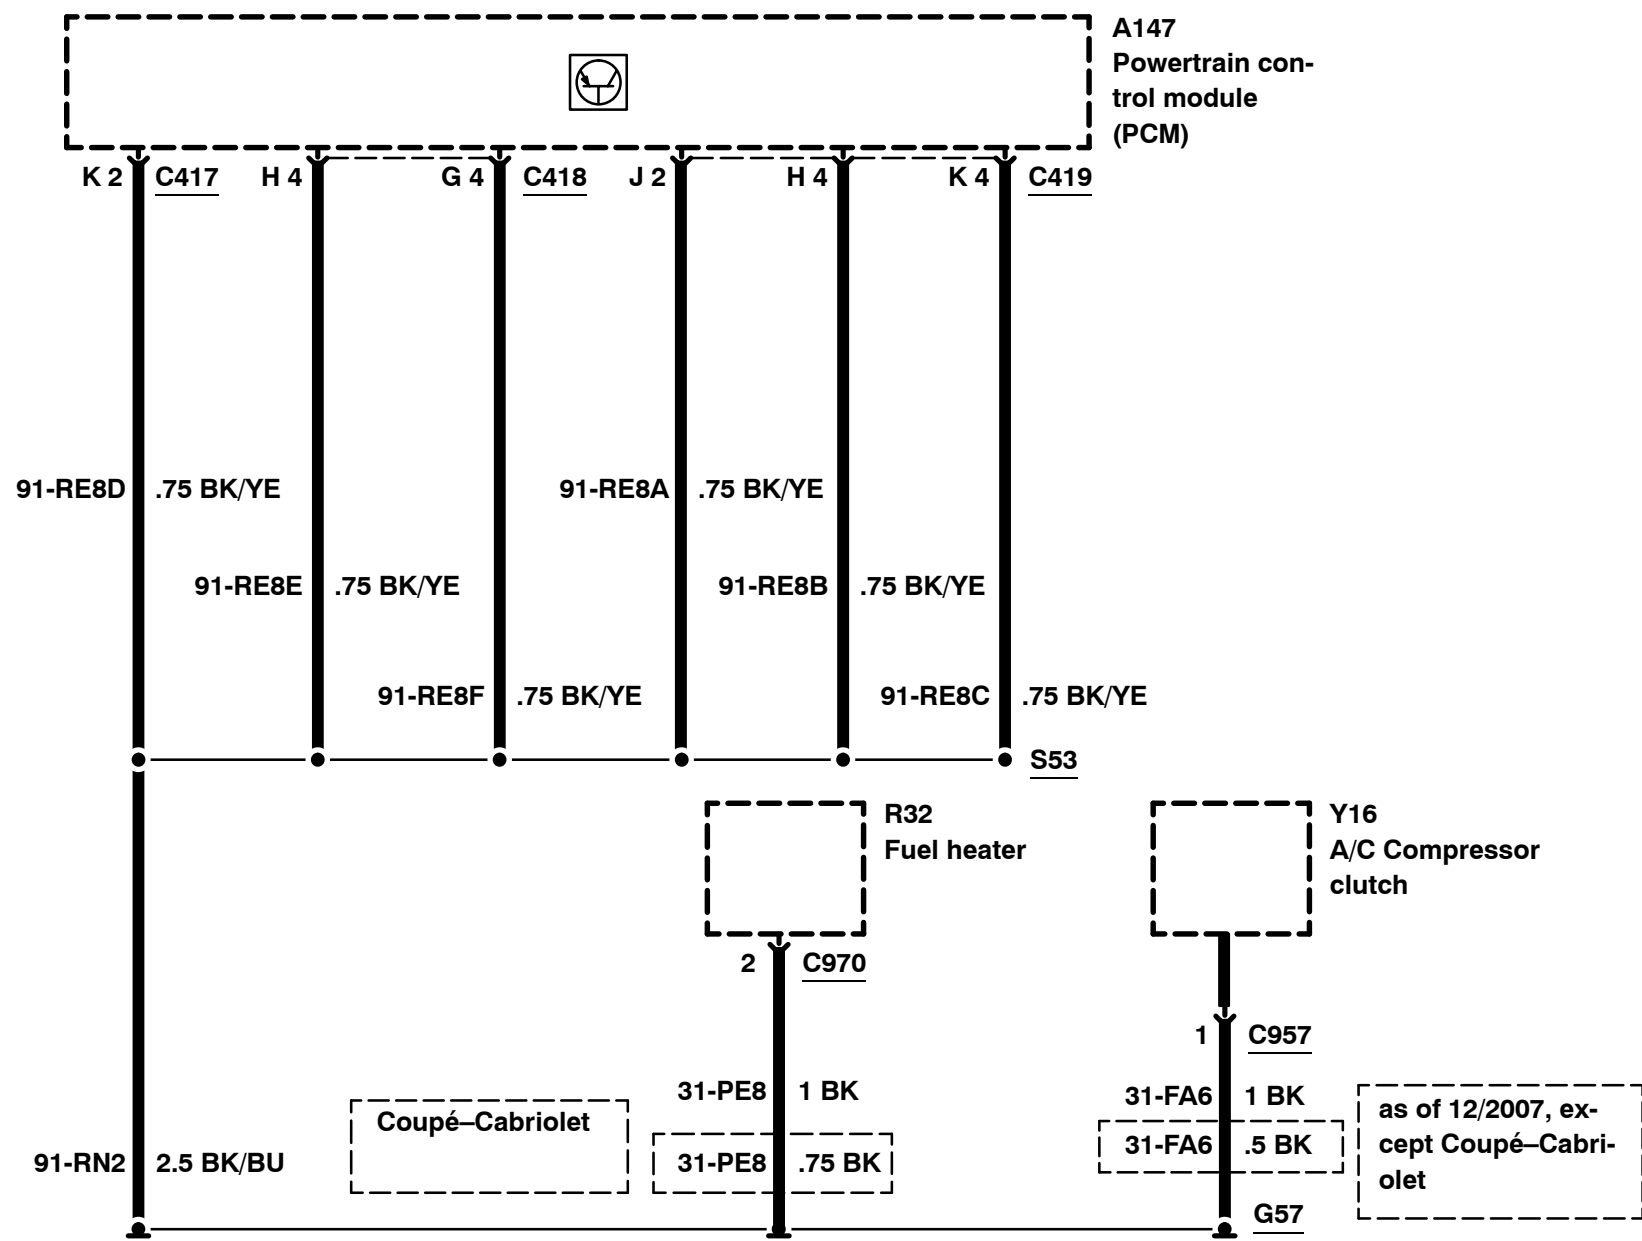 A147
Powertrain con-
trol module
(PCM)
K 2 C417 H 4 G 4 C418 J 2 H 4 K 4 C419
91-RE8D .75 BK/YE 91-RE8A .75 BK/YE
91-RE8E .75 BK/YE 91-RE8B .75 BK/YE
91-RE8F .75 BK/YE 91-RE8C .75 BK/YE
S53
R32
Fuel heater
Y16
A/C Compressor
clutch
2 C970
1 C957
31-PE8 1 BK
31-FA6 1 BK
Coupé–Cabriolet
31-FA6 .5 BK
as of 12/2007, ex-
cept Coupé–Cabri-
olet
91-RN2 2.5 BK/BU
31-PE8 .75 BK
G57